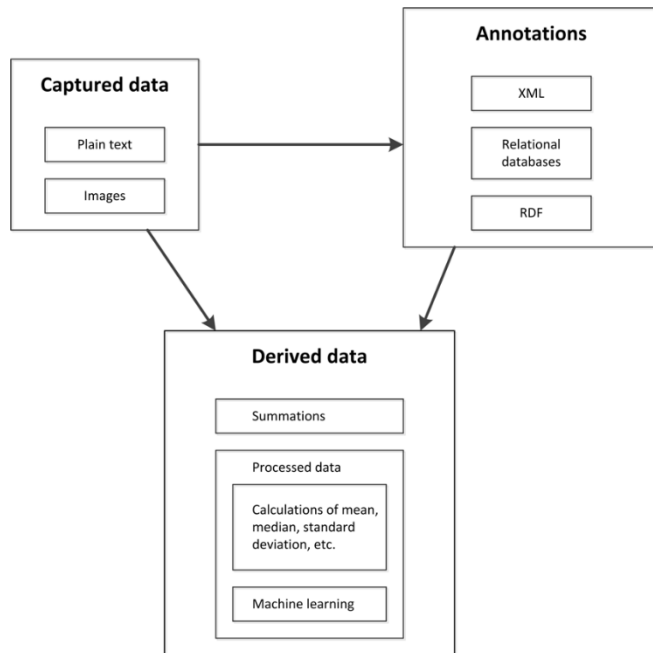 Captured data
Plain text
Images
Annotations
XML
Relational
databases
RDF
Derived data
Summations
Processed data
Calculations of mean,
median, standard
deviation, etc.
Machine learning